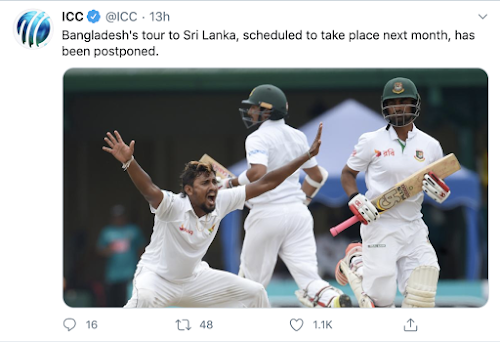 ICC @ICC · 13h
Bangladesh's tour to Sri Lanka, scheduled to take place next month, has
been postponed.
16 48 1.1K